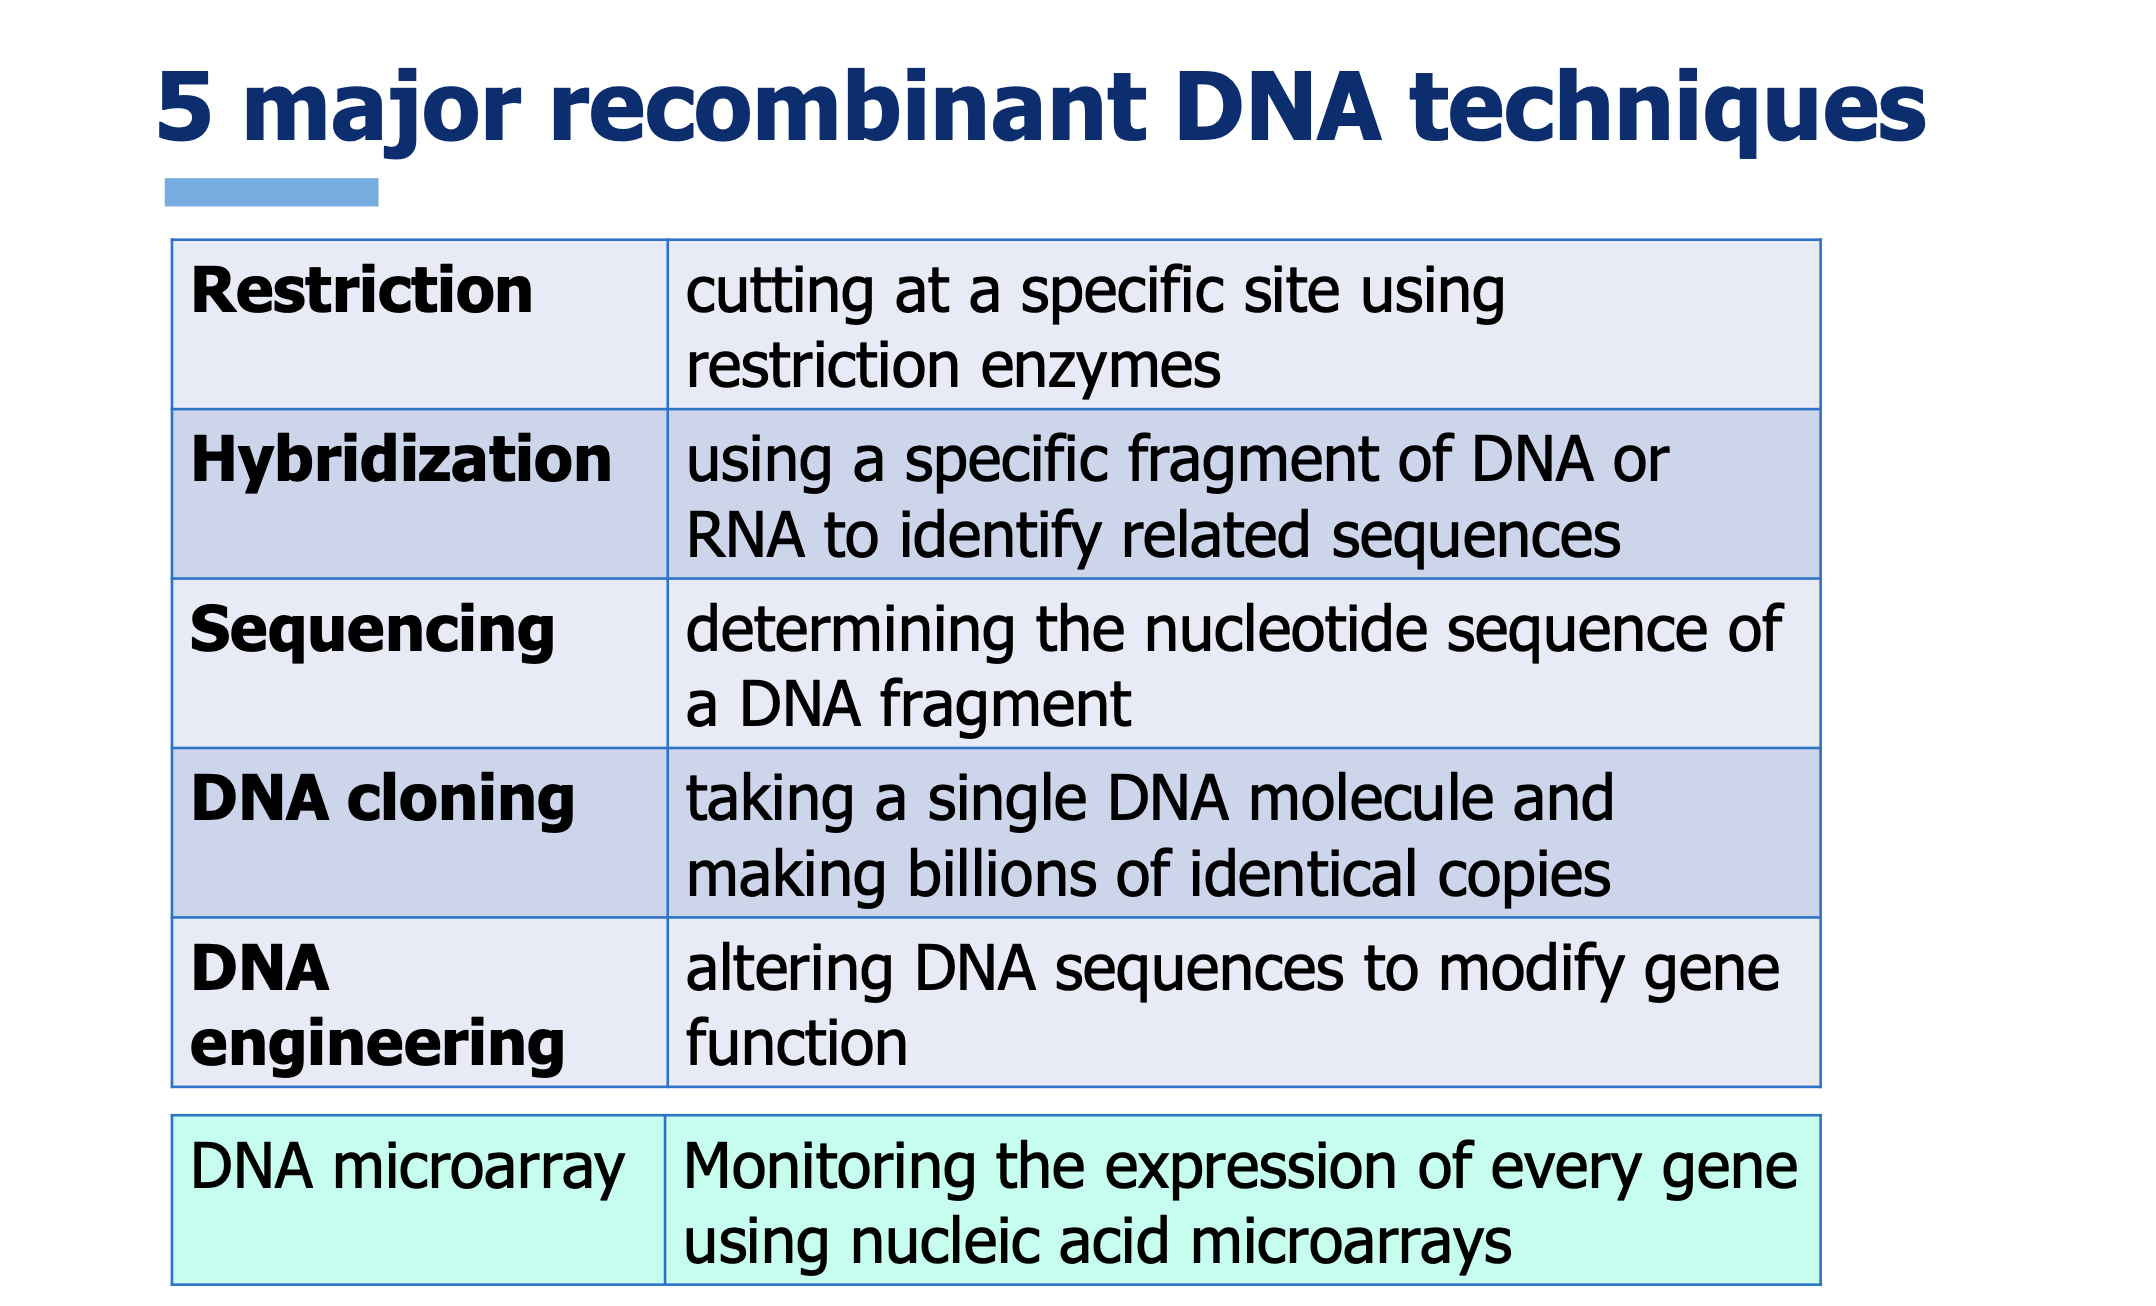 5 major recombinant DNA techniques
Restriction
cutting at a specific site using
restriction enzymes
Hybridization
using a specific fragment of DNA or
RNA to identify related sequences
Sequencing
determining the nucleotide sequence of
a DNA fragment
DNA cloning
taking a single DNA molecule and
making billions of identical copies
DNA
engineering
altering DNA sequences to modify gene
function
DNA microarray
Monitoring the expression of every gene
using nucleic acid microarrays